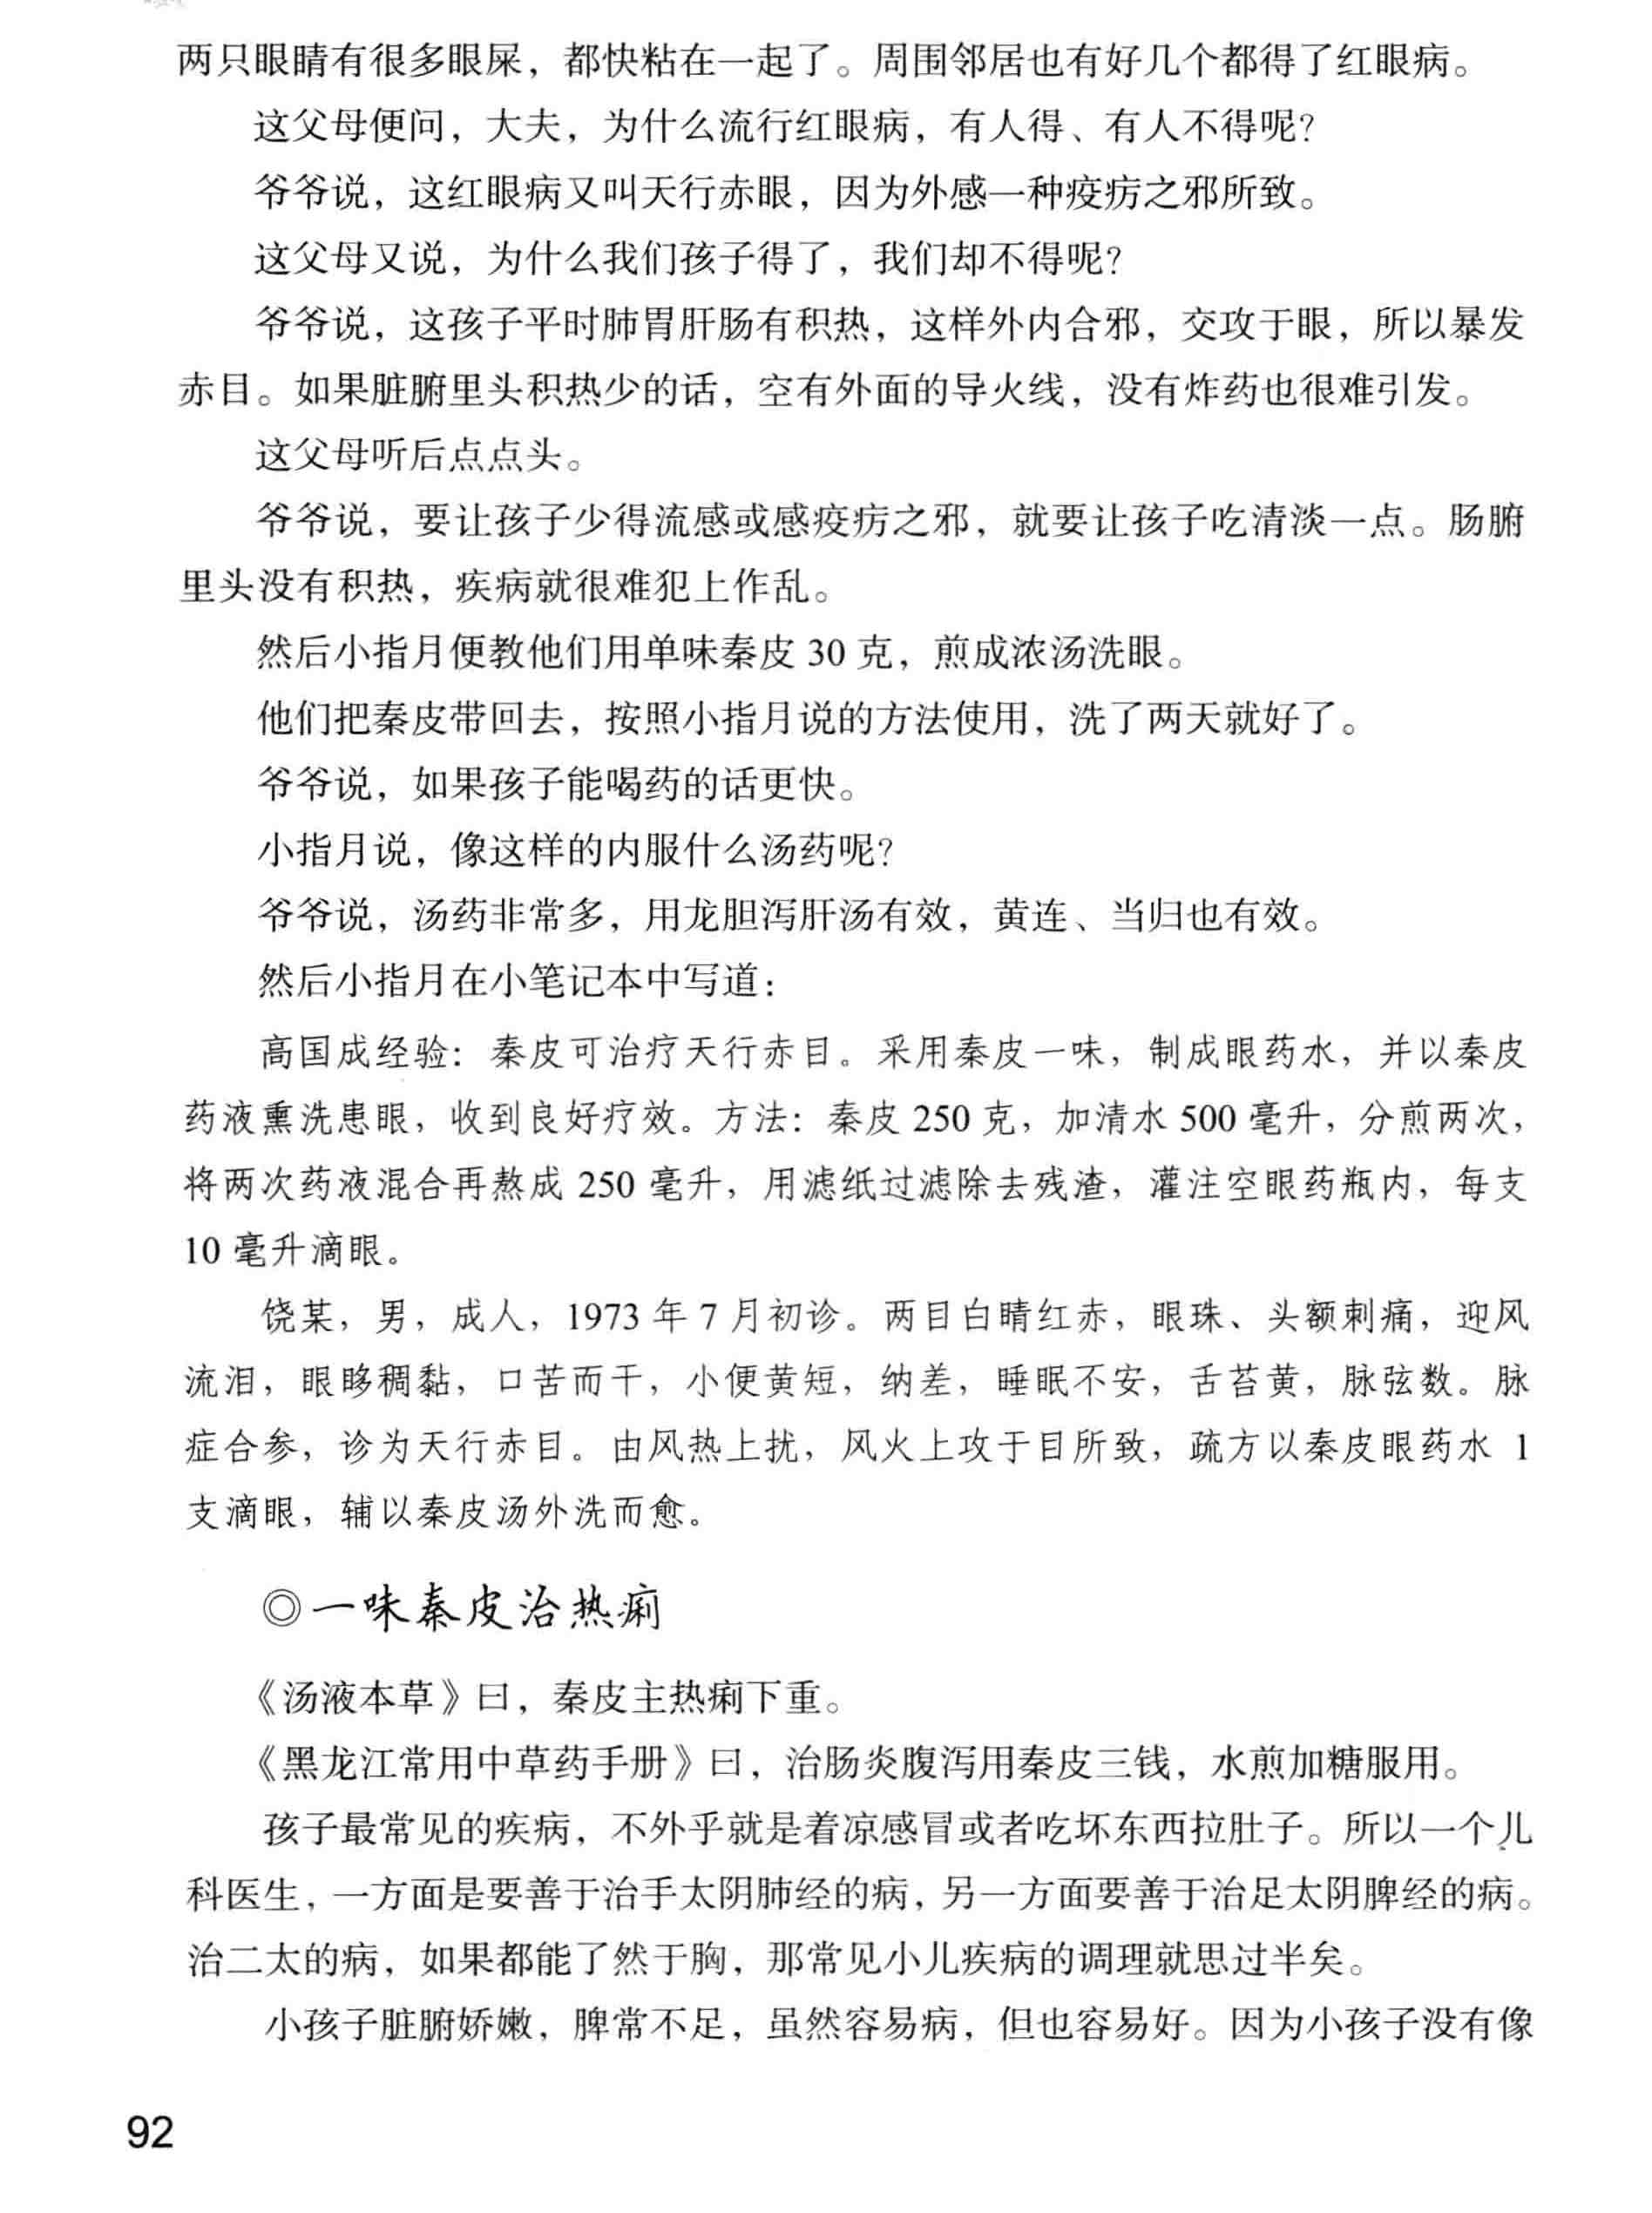 两只眼睛有很多眼屎，都快粘在一起了。周围邻居也有好几个都得了红眼病。
这父母便问，大夫，为什么流行红眼病，有人得、有人不得呢？
爷爷说，这红眼病又叫天行赤眼，因为外感一种疫疠之邪所致。
这父母又说，为什么我们孩子得了，我们却不得呢？
爷爷说，这孩子平时肺胃肝肠有积热，这样外内合邪，交攻于眼，所以暴发
赤目。如果脏腑里头积热少的话，空有外面的导火线，没有炸药也很难引发。
这父母听后点点头。
爷爷说，要让孩子少得流感或感疫疠之邪，就要让孩子吃清淡一点。肠腑
里头没有积热，疾病就很难犯上作乱。
然后小指月便教他们用单味秦皮 30 克，煎成浓汤洗眼。
他们把秦皮带回去，按照小指月说的方法使用，洗了两天就好了。
爷爷说，如果孩子能喝药的话更快。
小指月说，像这样的内服什么汤药呢？
爷爷说，汤药非常多，用龙胆泻肝汤有效，黄连、当归也有效。
然后小指月在小笔记本中写道：
高国成经验：秦皮可治疗天行赤目。采用秦皮一味，制成眼药水，并以秦皮
药液熏洗患眼，收到良好疗效。方法：秦皮 250 克，加清水 500 毫升，分煎两次，
将两次药液混合再熬成 250 毫升，用滤纸过滤除去残渣，灌注空眼药瓶内，每支
10 毫升滴眼。
饶某，男，成人，1973 年 7 月初诊。两目白睛红赤，眼珠、头额刺痛，迎风
流泪，眼眵稠黏，口苦而干，小便黄短，纳差，睡眠不安，舌苔黄，脉弦数。脉
症合参，诊为天行赤目。由风热上扰，风火上攻于目所致，疏方以秦皮眼药水 1
支滴眼，辅以秦皮汤外洗而愈。
◎一味秦皮治热痢
《汤液本草》曰，秦皮主热痢下重。
《黑龙江常用中草药手册》曰，治肠炎腹泻用秦皮三钱，水煎加糖服用。
孩子最常见的疾病，不外乎就是着凉感冒或者吃坏东西拉肚子。所以一个儿
科医生，一方面是要善于治手太阴肺经的病，另一方面要善于治足太阴脾经的病。
治二太的病，如果都能了然于胸，那常见小儿疾病的调理就思过半矣。
小孩子脏腑娇嫩，脾常不足，虽然容易病，但也容易好。因为小孩子没有像
92